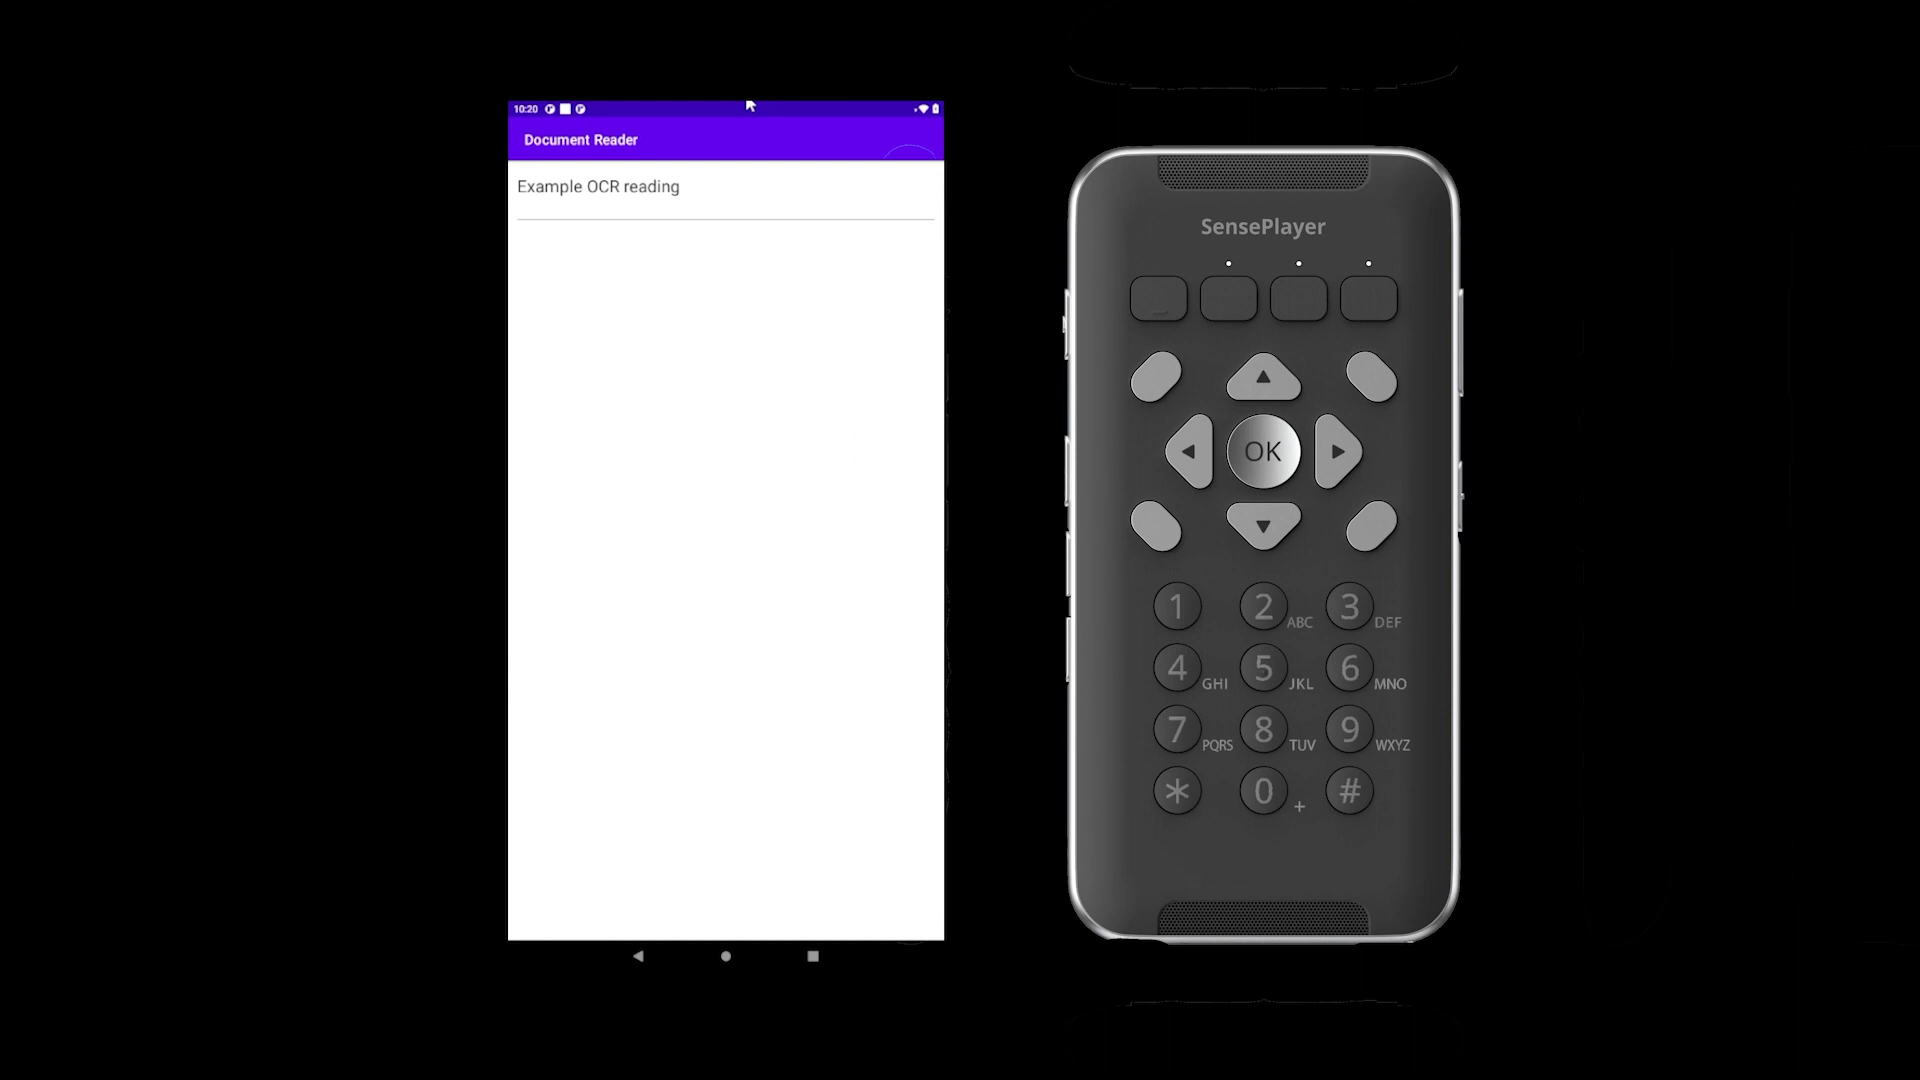 10:20
Document Reader
Example OCR reading
SensePlayer
OK
1 2 ABC 3 DEF
4 GHI 5 JKL 6 MNO
7 PQRS 8 TUV 9 WXYZ
* 0 + #